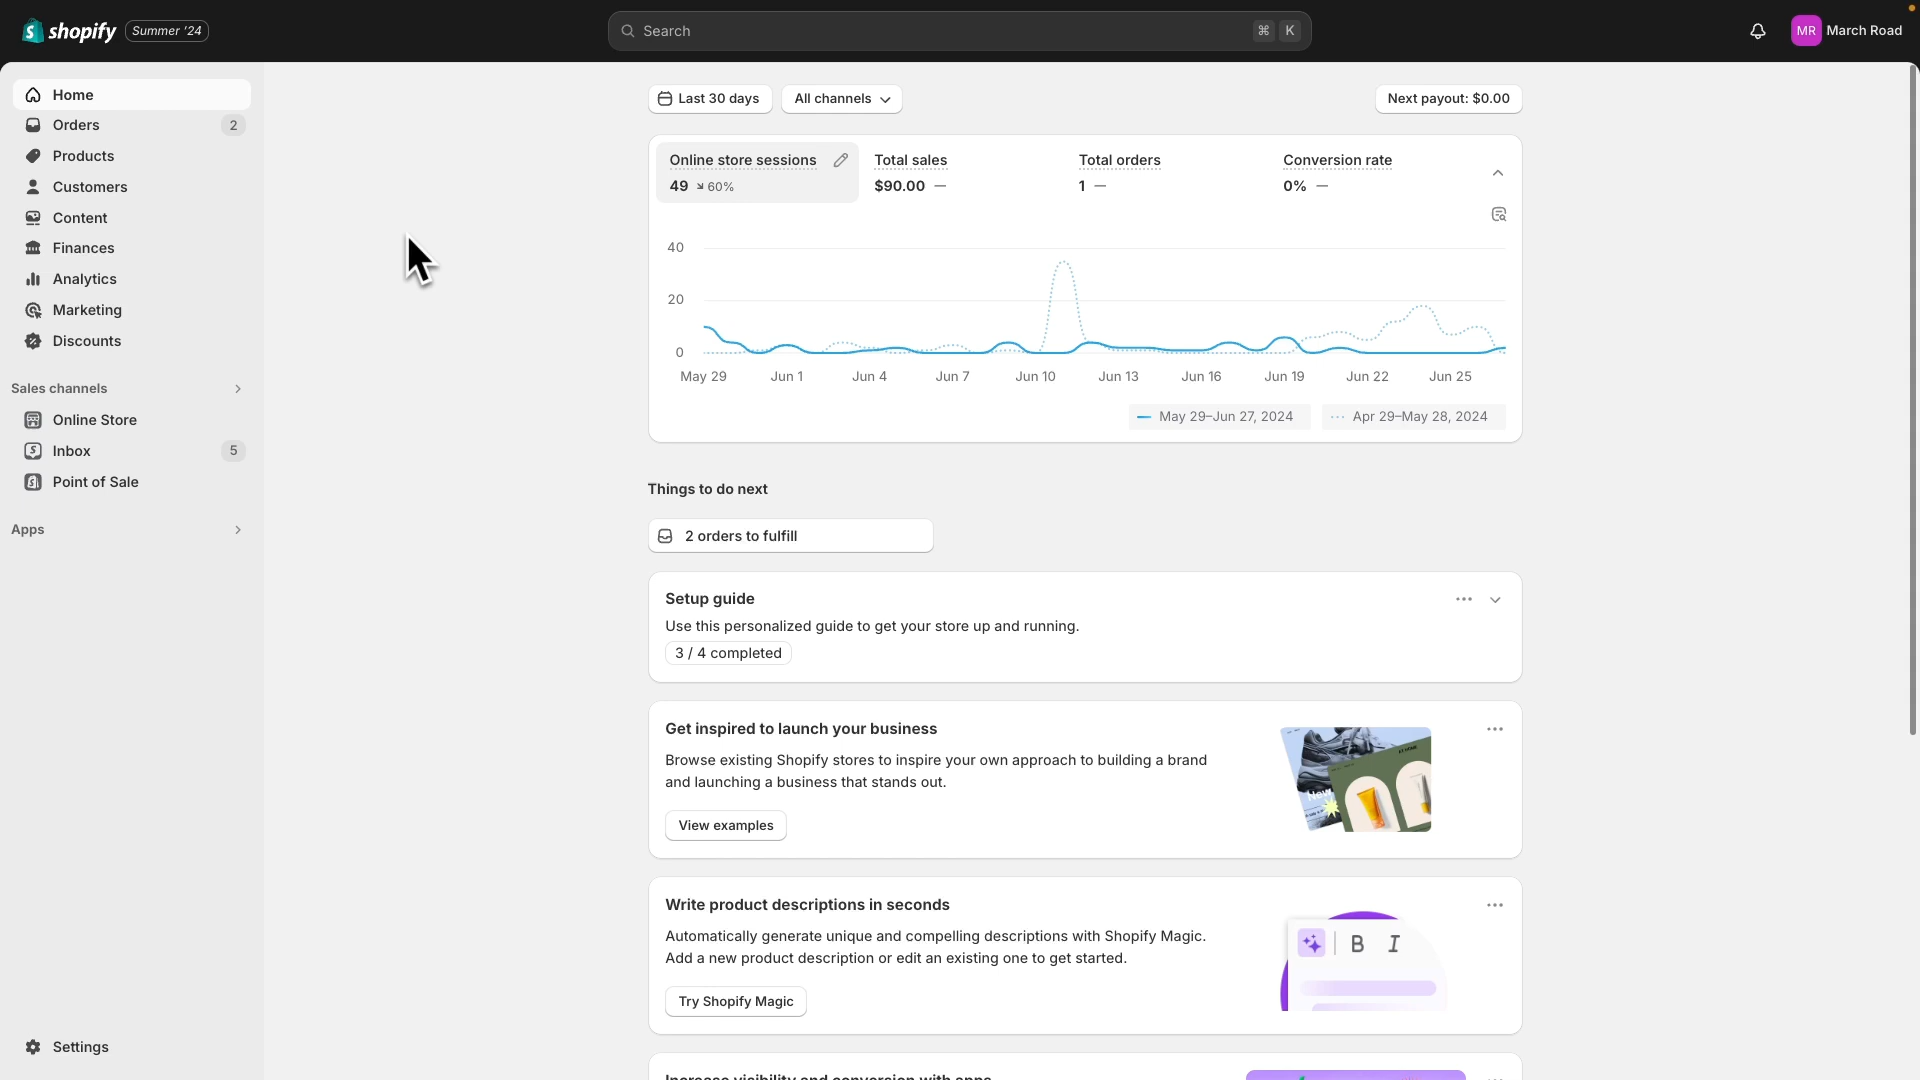 shopify
Summer '24
Search
⌘ K
MR
March Road
Home
Orders
2
Products
Customers
Content
Finances
Analytics
Marketing
Discounts
Sales channels
Online Store
Inbox
5
Point of Sale
Apps
Settings
Last 30 days
All channels
Next payout: $0.00
Online store sessions
49 60%
Total sales
$90.00 —
Total orders
1 —
Conversion rate
0% —
40
20
0
May 29
Jun 1
Jun 4
Jun 7
Jun 10
Jun 13
Jun 16
Jun 19
Jun 22
Jun 25
May 29–Jun 27, 2024
Apr 29–May 28, 2024
Things to do next
2 orders to fulfill
Setup guide
Use this personalized guide to get your store up and running.
3 / 4 completed
Get inspired to launch your business
Browse existing Shopify stores to inspire your own approach to building a brand
and launching a business that stands out.
View examples
New
Write product descriptions in seconds
Automatically generate unique and compelling descriptions with Shopify Magic.
Add a new product description or edit an existing one to get started.
Try Shopify Magic
B I
Increase visibility and conversion with apps